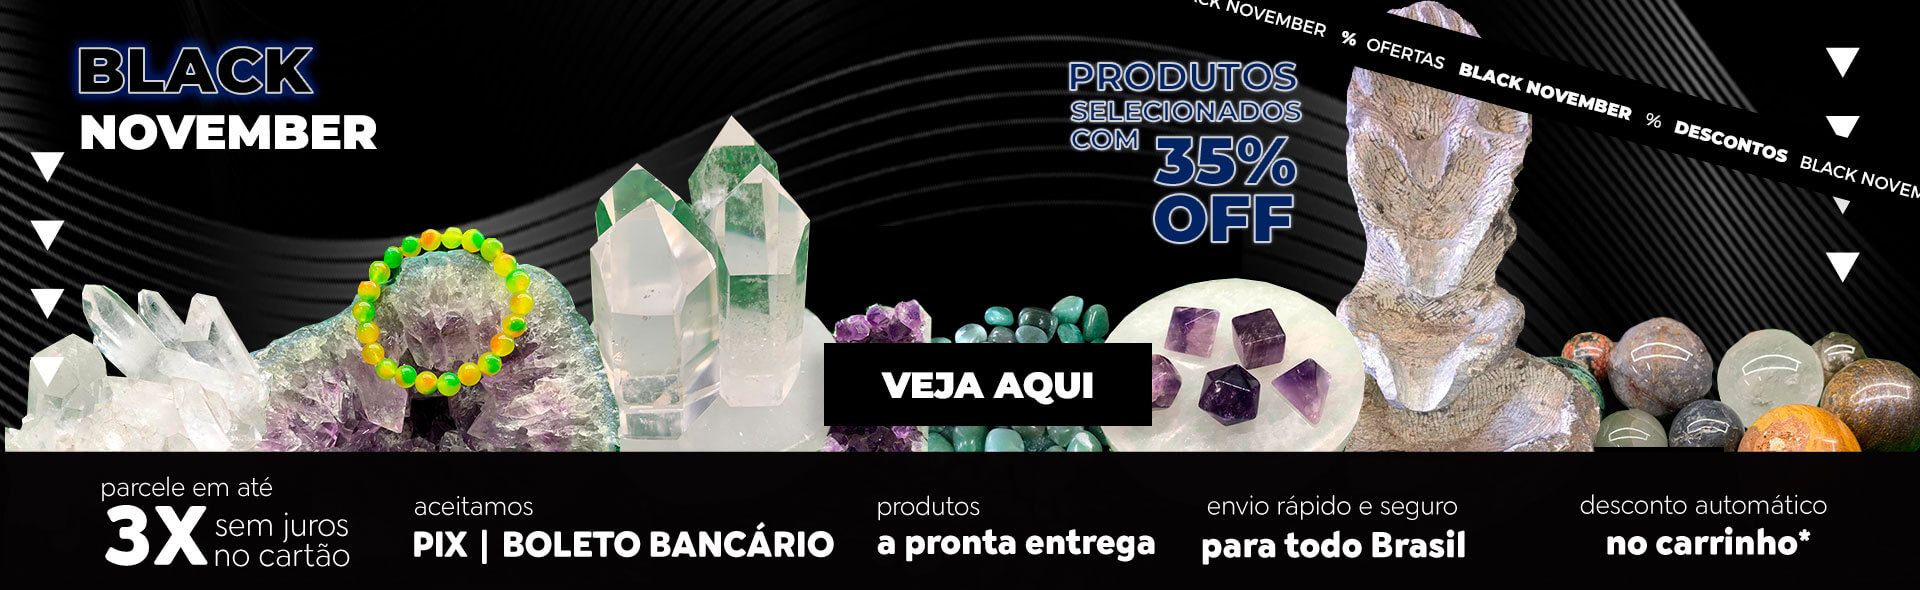 BLACK
NOVEMBER
PRODUTOS
SELECIONADOS
COM 35%
OFF
NOVEMBER % OFERTAS BLACK NOVEMBER % DESCONTOS BLACK
VEJA AQUI
parcele em até
3X sem juros
no cartão
aceitamos
PIX | BOLETO BANCÁRIO
produtos
a pronta entrega
envio rápido e seguro
para todo Brasil
desconto automático
no carrinho*